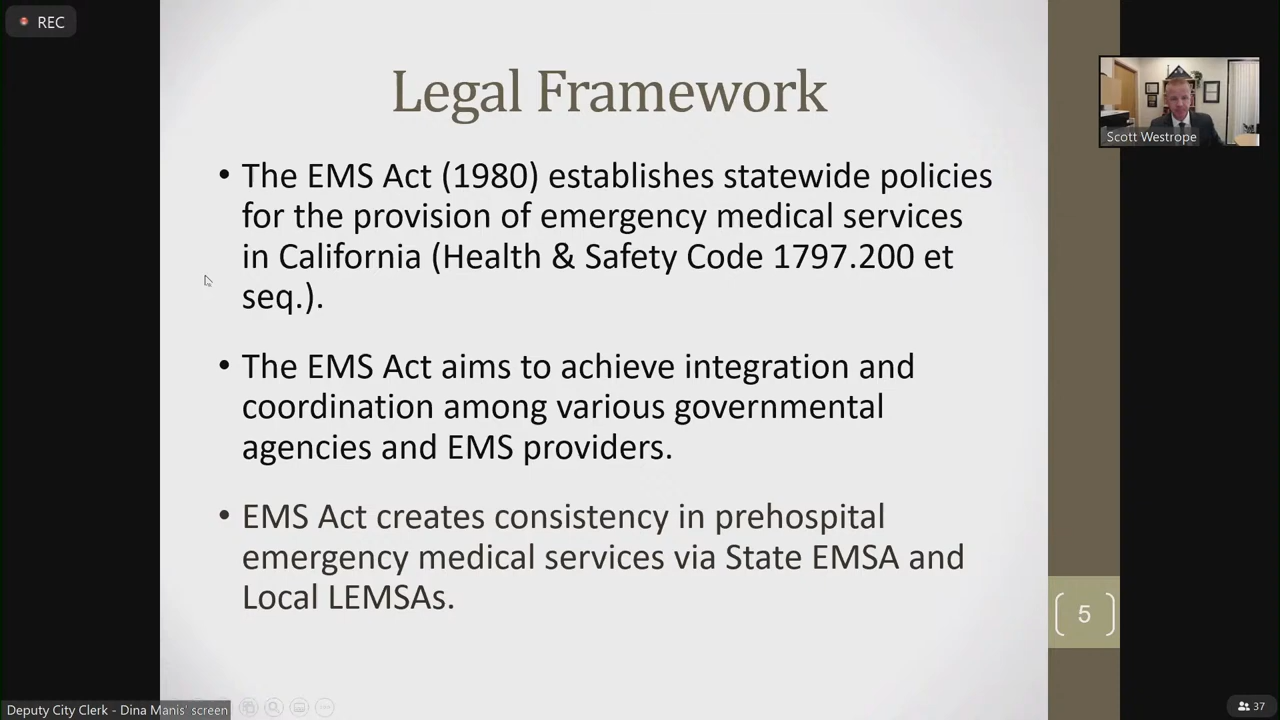 REC
Legal Framework
• The EMS Act (1980) establishes statewide policies
for the provision of emergency medical services
in California (Health & Safety Code 1797.200 et
seq.).
• The EMS Act aims to achieve integration and
coordination among various governmental
agencies and EMS providers.
• EMS Act creates consistency in prehospital
emergency medical services via State EMSA and
Local LEMSAs.
5
Scott Westrope
Deputy City Clerk - Dina Manis' screen
37